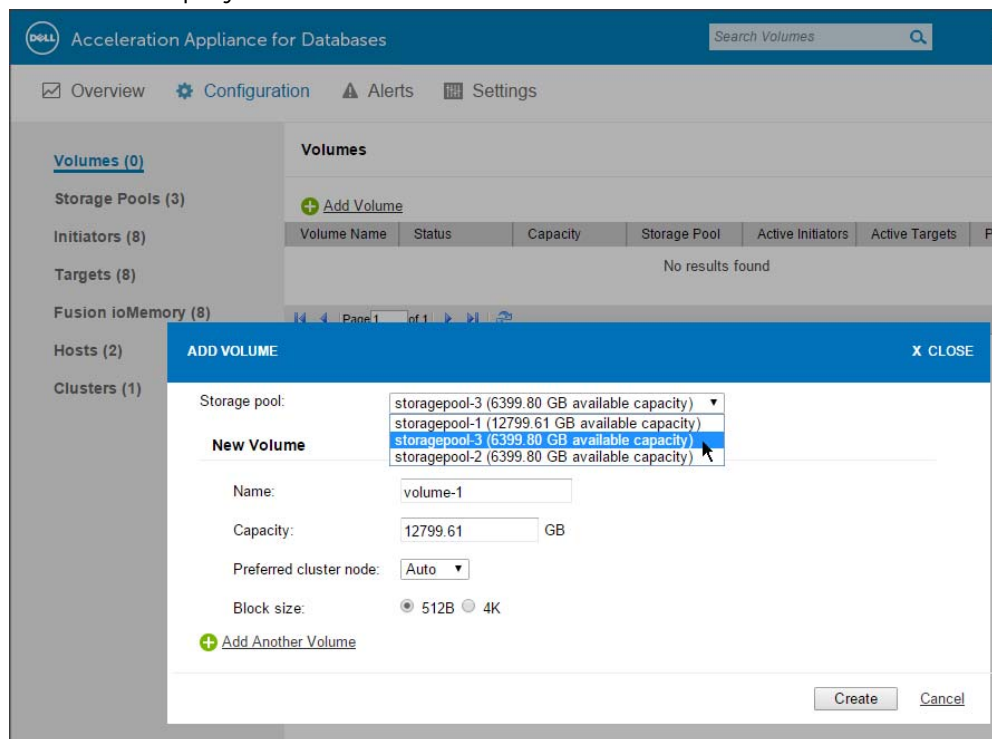 DELL Acceleration Appliance for Databases Search Volumes
Overview Configuration Alerts Settings
Volumes (0)
Storage Pools (3)
Initiators (8)
Targets (8)
Fusion ioMemory (8)
Hosts (2)
Clusters (1)
Volumes
Add Volume
Volume Name Status Capacity Storage Pool Active Initiators Active Targets P
No results found
Page 1 of 1
ADD VOLUME X CLOSE
Storage pool: storagepool-3 (6399.80 GB available capacity)
storagepool-1 (12799.61 GB available capacity)
storagepool-3 (6399.80 GB available capacity)
storagepool-2 (6399.80 GB available capacity)
New Volume
Name: volume-1
Capacity: 12799.61 GB
Preferred cluster node: Auto
Block size: 512B 4K
Add Another Volume
Create Cancel